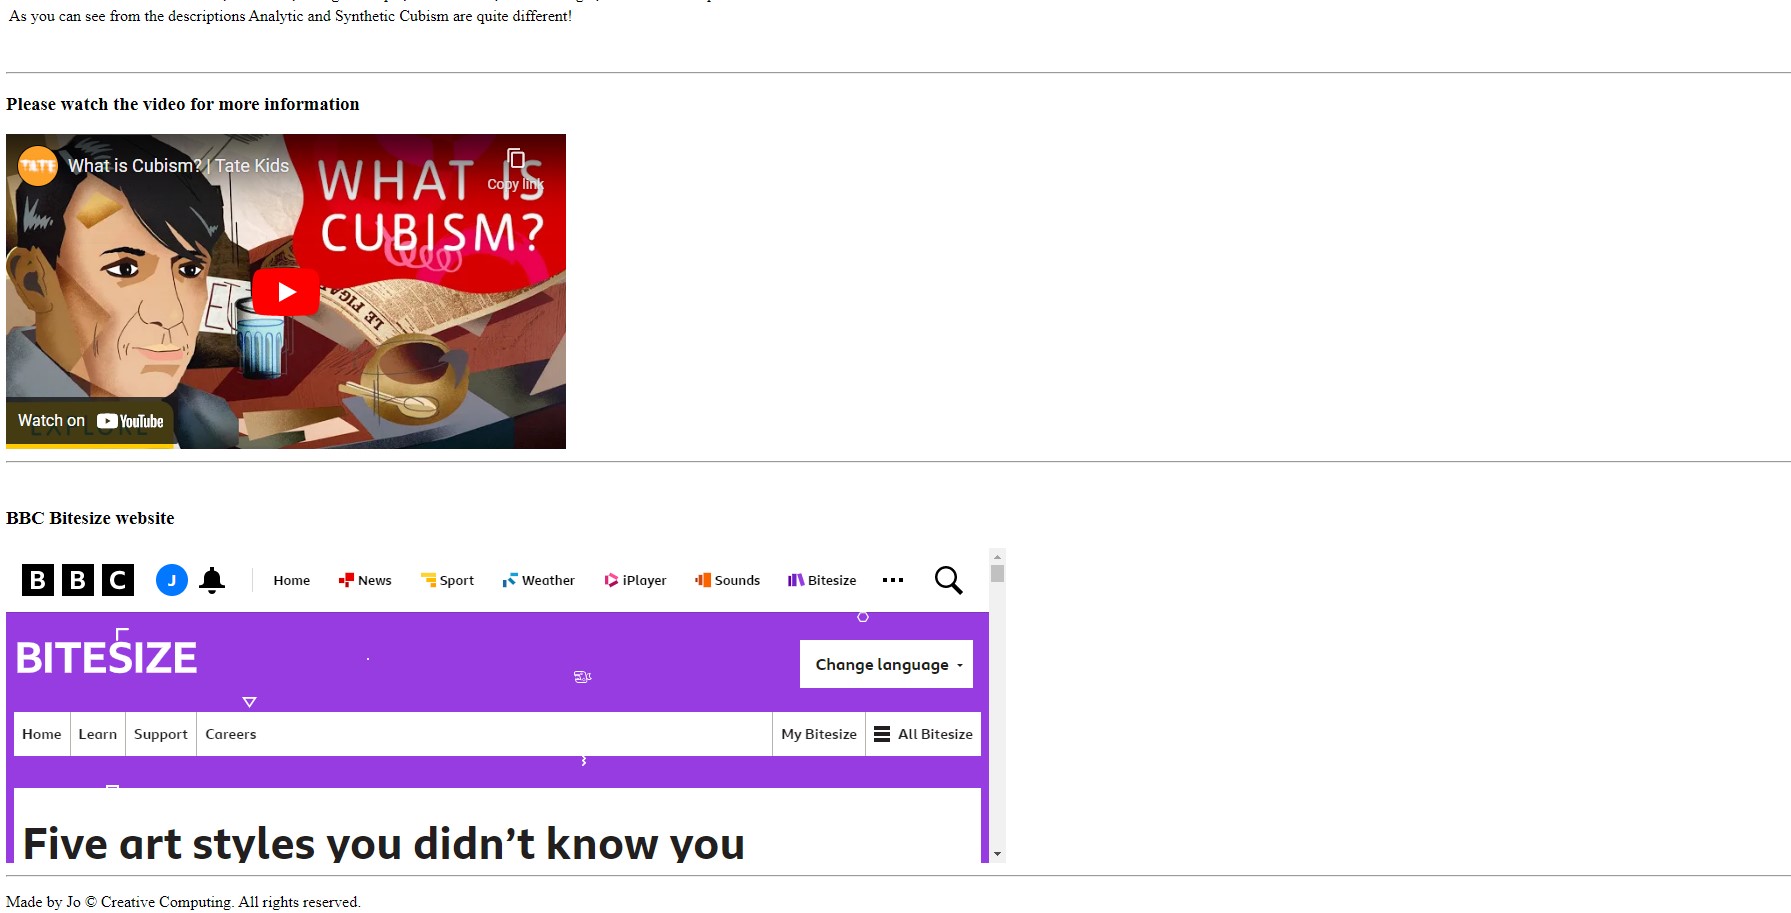 As you can see from the descriptions Analytic and Synthetic Cubism are quite different!
Please watch the video for more information
TATE What is Cubism? | Tate Kids
Copy link
WHAT IS
CUBISM?
LE FIGA
Watch on YouTube
BBC Bitesize website
BBC J Home News Sport Weather iPlayer Sounds Bitesize
BITESIZE
Change language
Home Learn Support Careers My Bitesize All Bitesize
Five art styles you didn’t know you
Made by Jo © Creative Computing. All rights reserved.